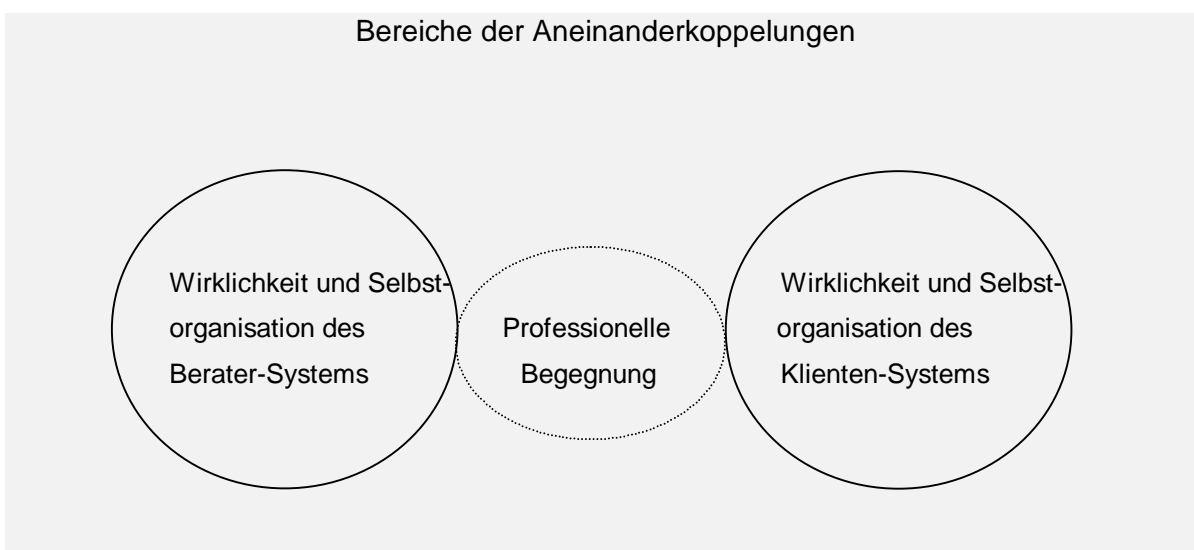 Bereiche der Aneinanderkoppelungen
Wirklichkeit und Selbst-
organisation des
Berater-Systems
Professionelle
Begegnung
Wirklichkeit und Selbst-
organisation des
Klienten-Systems